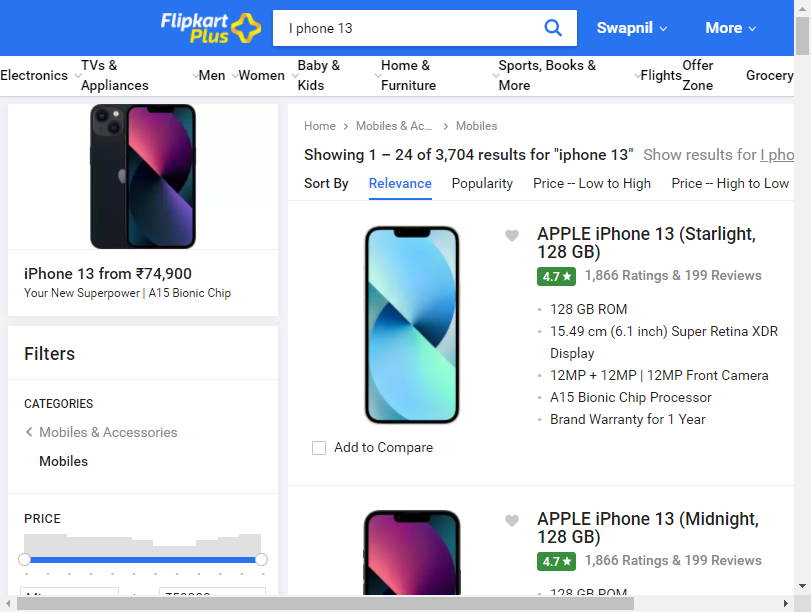 Flipkart
Plus
I phone 13
Swapnil
More
Electronics
TVs &
Appliances
Men
Women
Baby &
Kids
Home &
Furniture
Sports, Books &
More
Flights
Offer
Zone
Grocery
iPhone 13 from ₹74,900
Your New Superpower | A15 Bionic Chip
Filters
CATEGORIES
Mobiles & Accessories
Mobiles
PRICE
Home > Mobiles & Ac... > Mobiles
Showing 1 – 24 of 3,704 results for "iphone 13" Show results for I pho
Sort By Relevance Popularity Price -- Low to High Price -- High to Low
APPLE iPhone 13 (Starlight,
128 GB)
4.7★ 1,866 Ratings & 199 Reviews
128 GB ROM
15.49 cm (6.1 inch) Super Retina XDR
Display
12MP + 12MP | 12MP Front Camera
A15 Bionic Chip Processor
Brand Warranty for 1 Year
Add to Compare
APPLE iPhone 13 (Midnight,
128 GB)
4.7★ 1,866 Ratings & 199 Reviews
128 GB ROM